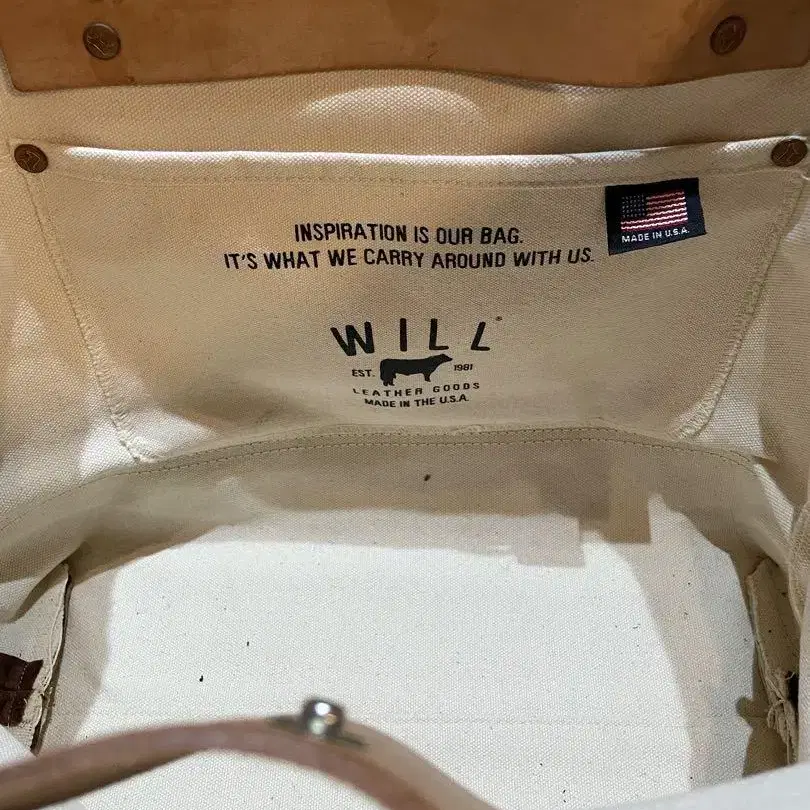 INSPIRATION IS OUR BAG.
IT'S WHAT WE CARRY AROUND WITH US.
MADE IN U.S.A.
WILL®
EST. 1981
LEATHER GOODS
MADE IN THE U.S.A.